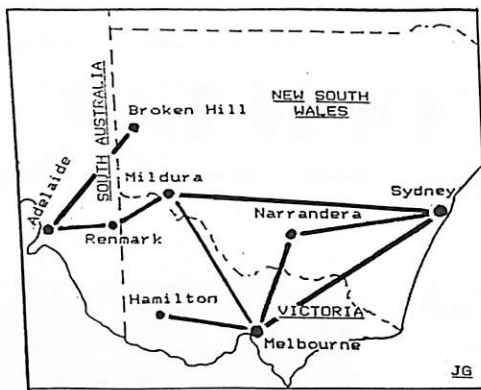 NEW SOUTH
WALES
SOUTH AUSTRALIA
Broken Hill
Mildura
Sydney
Adelaide
Narrandera
Renmark
Hamilton
VICTORIA
Melbourne
JG